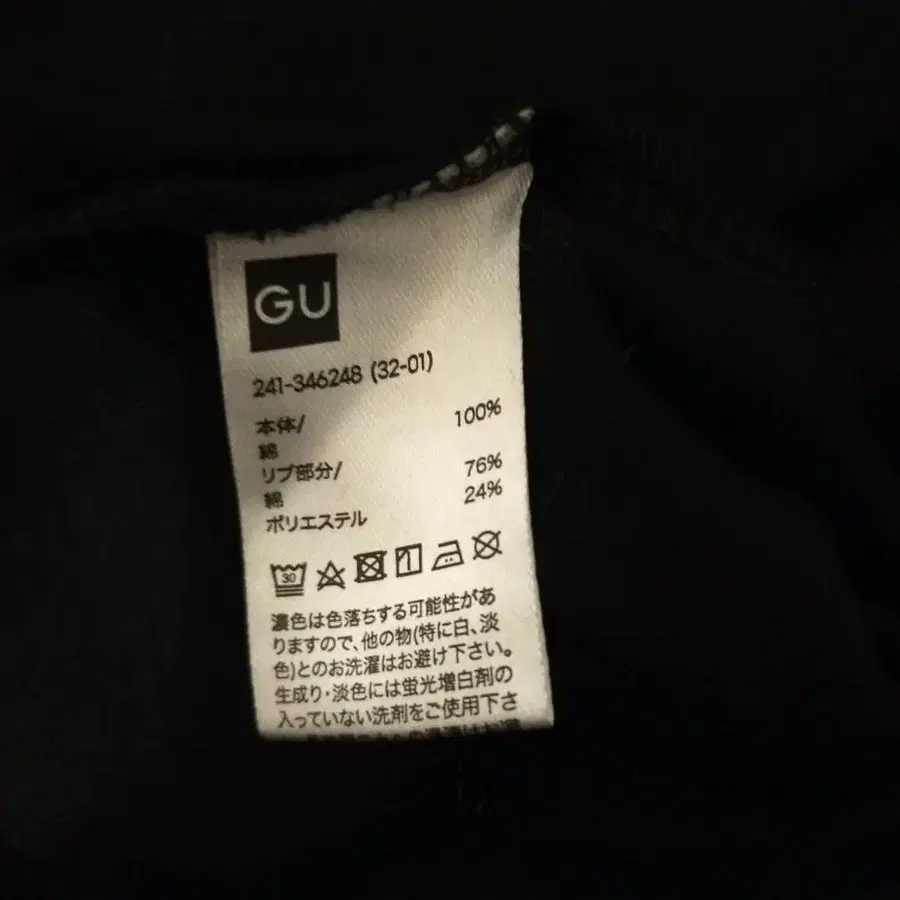 GU
241-346248 (32-01)
本体/
綿 100%
リブ部分/
綿 76%
ポリエステル 24%
30
濃色は色落ちする可能性があ
りますので、他の物(特に白、淡
色)とのお洗濯はお避け下さい。
生成り・淡色には蛍光増白剤の
入っていない洗剤をご使用下さ